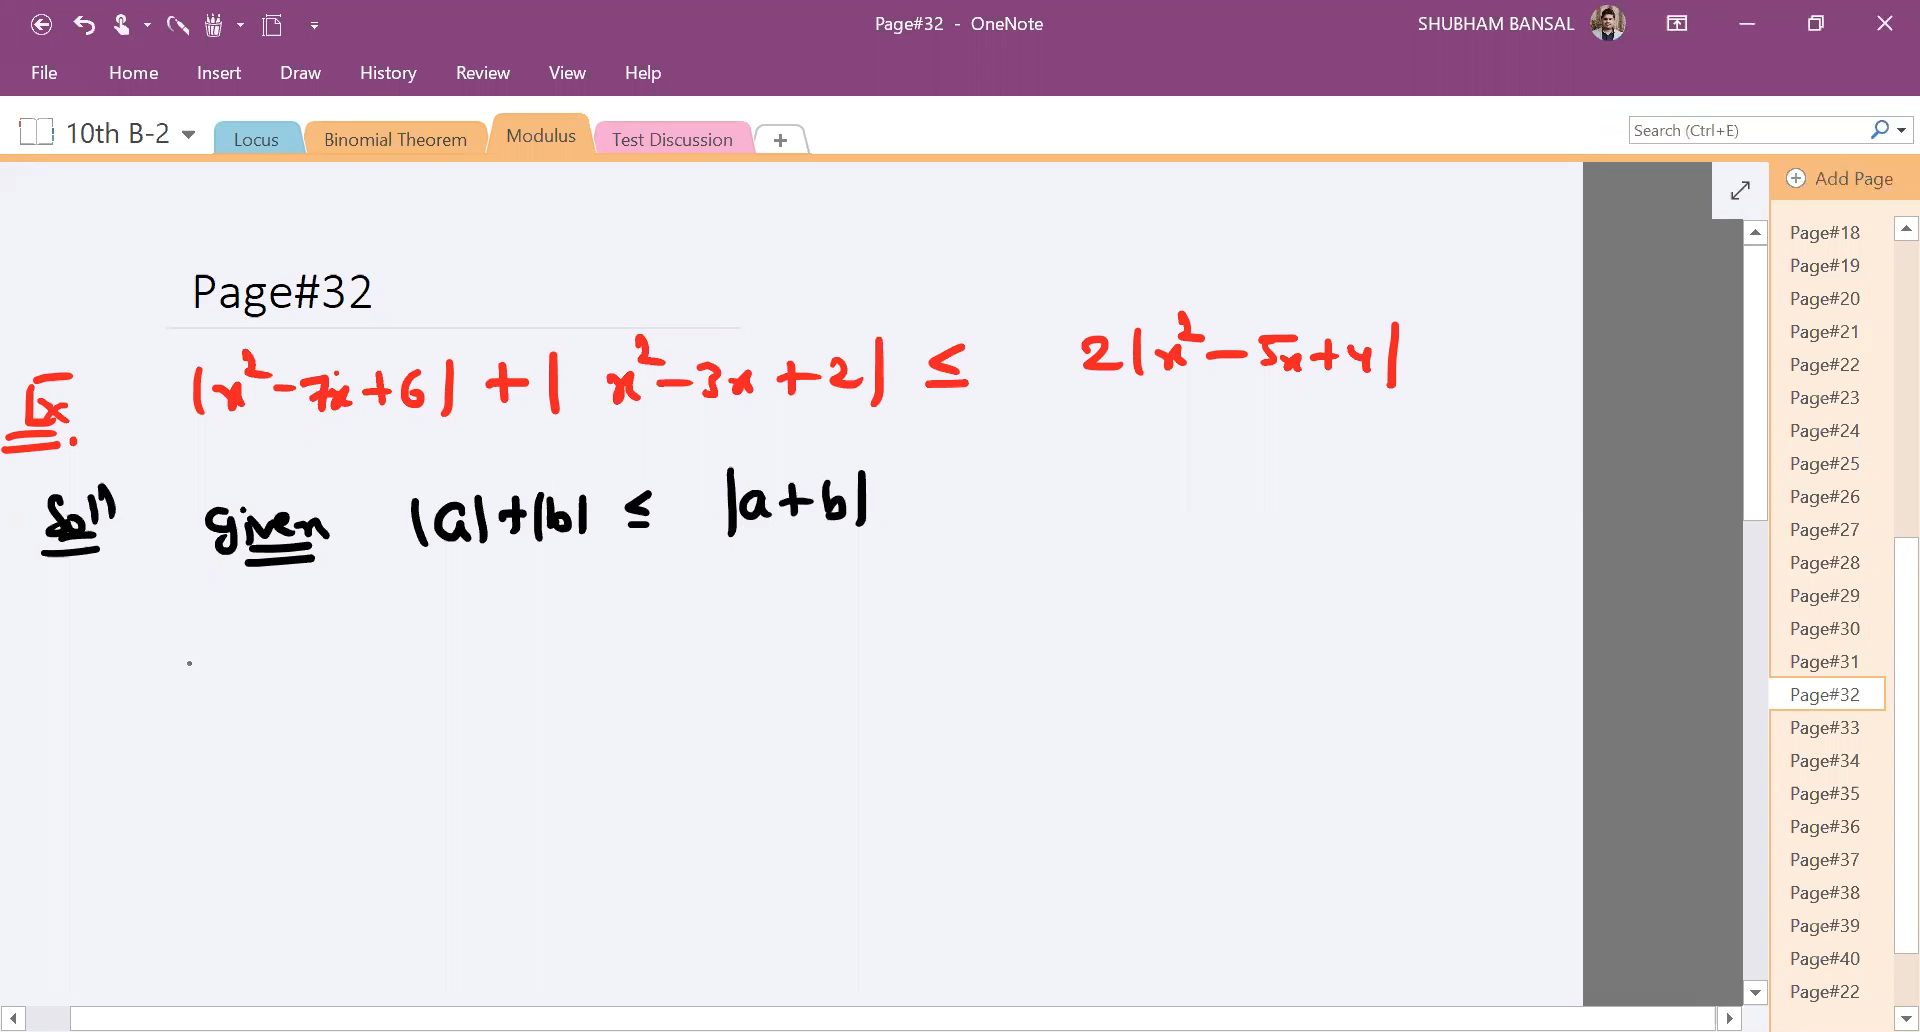 Page#32 - OneNote
SHUBHAM BANSAL
File Home Insert Draw History Review View Help
10th B-2
Locus
Binomial Theorem
Modulus
Test Discussion
+
Search (Ctrl+E)
Add Page
Page#32
Ex. |x²-7x+6| + |x²-3x+2| ≤ 2|x²-5x+4|
Solⁿ given |a|+|b| ≤ |a+b|
Page#18
Page#19
Page#20
Page#21
Page#22
Page#23
Page#24
Page#25
Page#26
Page#27
Page#28
Page#29
Page#30
Page#31
Page#32
Page#33
Page#34
Page#35
Page#36
Page#37
Page#38
Page#39
Page#40
Page#22